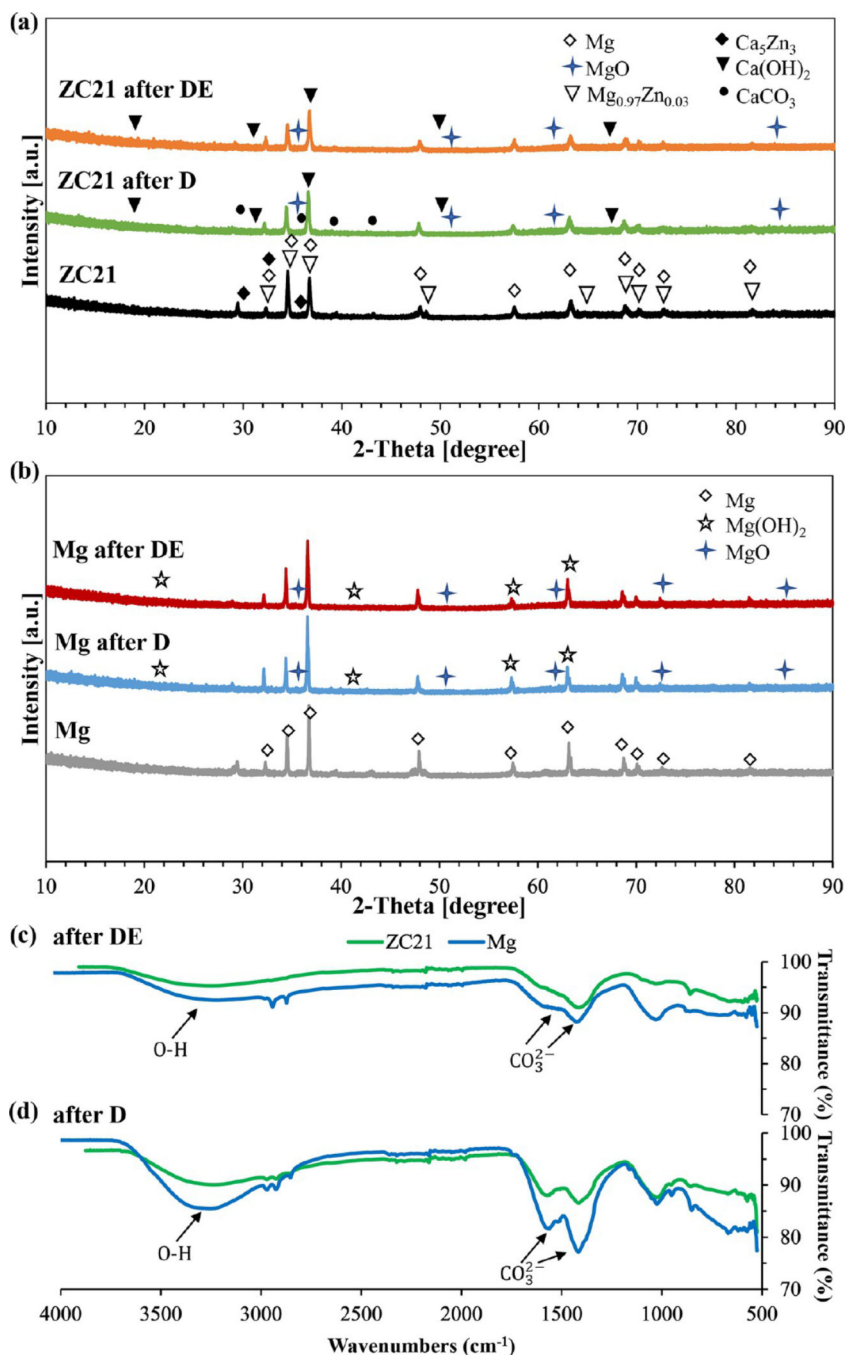 (a)
Mg
MgO
Mg0.97Zn0.03
Ca5Zn3
Ca(OH)2
CaCO3
ZC21 after DE
ZC21 after D
ZC21
Intensity [a.u.]
10 20 30 40 50 60 70 80 90
2-Theta [degree]
(b)
Mg
Mg(OH)2
MgO
Mg after DE
Mg after D
Mg
Intensity [a.u.]
10 20 30 40 50 60 70 80 90
2-Theta [degree]
(c) after DE
ZC21 Mg
O-H
CO3^2−
100
90
80
70
Transmittance (%)
(d) after D
O-H
CO3^2−
100
90
80
70
Transmittance (%)
4000 3500 3000 2500 2000 1500 1000 500
Wavenumbers (cm-1)